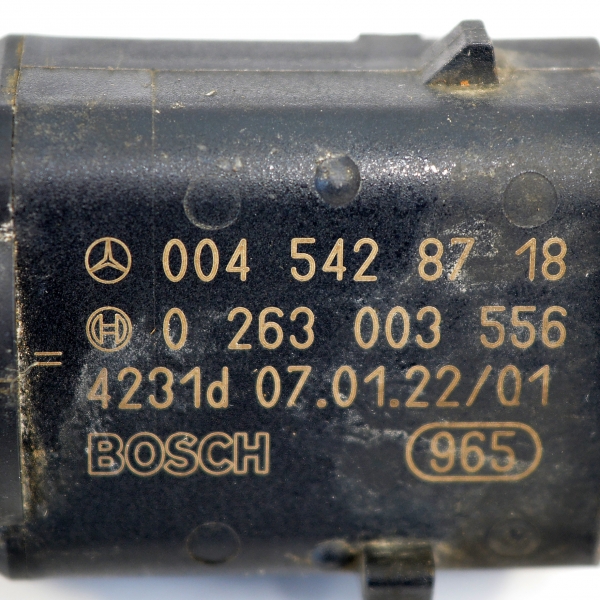 004 542 87 18
0 263 003 556
4231d 07.01.22/01
BOSCH 965